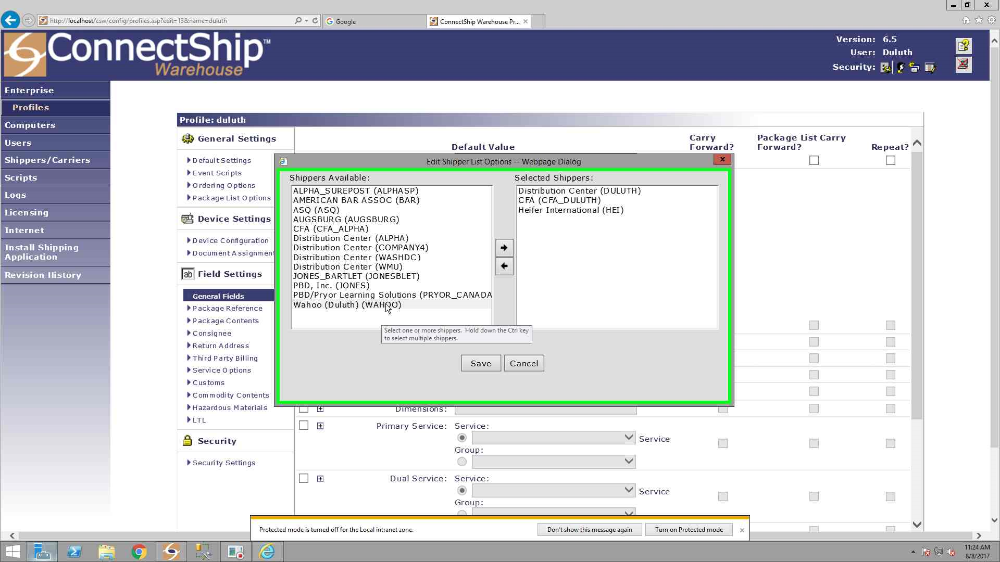 http://localhost/csw/config/profiles.asp?edit=13&name=duluth
Google
ConnectShip Warehouse Pr...
ConnectShip™
Warehouse
Version: 6.5
User: Duluth
Security:
Enterprise
Profiles
Computers
Users
Shippers/Carriers
Scripts
Logs
Licensing
Internet
Install Shipping
Application
Revision History
Profile: duluth
General Settings
Default Settings
Event Scripts
Ordering Options
Package List Options
Device Settings
Device Configuration
Document Assignmen
ab Field Settings
General Fields
Package Reference
Package Contents
Consignee
Return Address
Third Party Billing
Service Options
Customs
Commodity Contents
Hazardous Materials
LTL
Security
Security Settings
Default Value
Carry
Forward?
Package List Carry
Forward?
Repeat?
Edit Shipper List Options -- Webpage Dialog
Shippers Available:
ALPHA_SUREPOST (ALPHASP)
AMERICAN BAR ASSOC (BAR)
ASQ (ASQ)
AUGSBURG (AUGSBURG)
CFA (CFA_ALPHA)
Distribution Center (ALPHA)
Distribution Center (COMPANY4)
Distribution Center (WASHDC)
Distribution Center (WMU)
JONES_BARTLET (JONESBLET)
PBD, Inc. (JONES)
PBD/Pryor Learning Solutions (PRYOR_CANADA
Wahoo (Duluth) (WAHOO)
Selected Shippers:
Distribution Center (DULUTH)
CFA (CFA_DULUTH)
Heifer International (HEI)
Select one or more shippers. Hold down the Ctrl key
to select multiple shippers.
Save
Cancel
Dimensions:
Primary Service:
Service:
Service
Group:
Dual Service:
Service:
Service
Group:
Protected mode is turned off for the Local intranet zone.
Don't show this message again
Turn on Protected mode
11:24 AM
8/8/2017